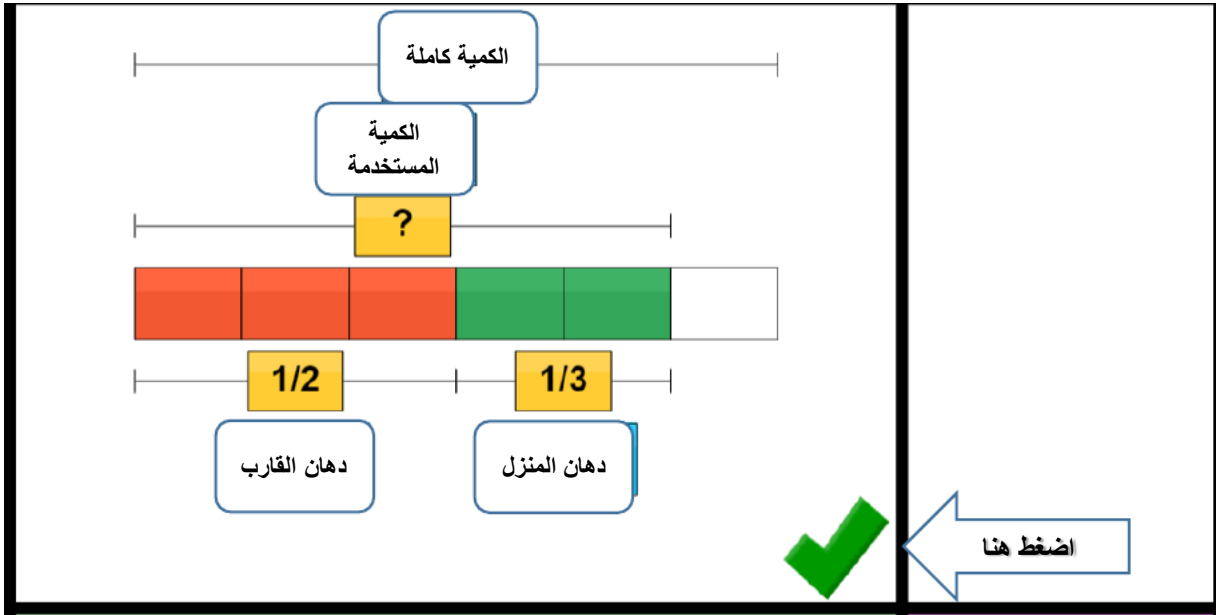 الكمية كاملة
الكمية
المستخدمة
?
1/2
1/3
دهان القارب
دهان المنزل
اضغط هنا